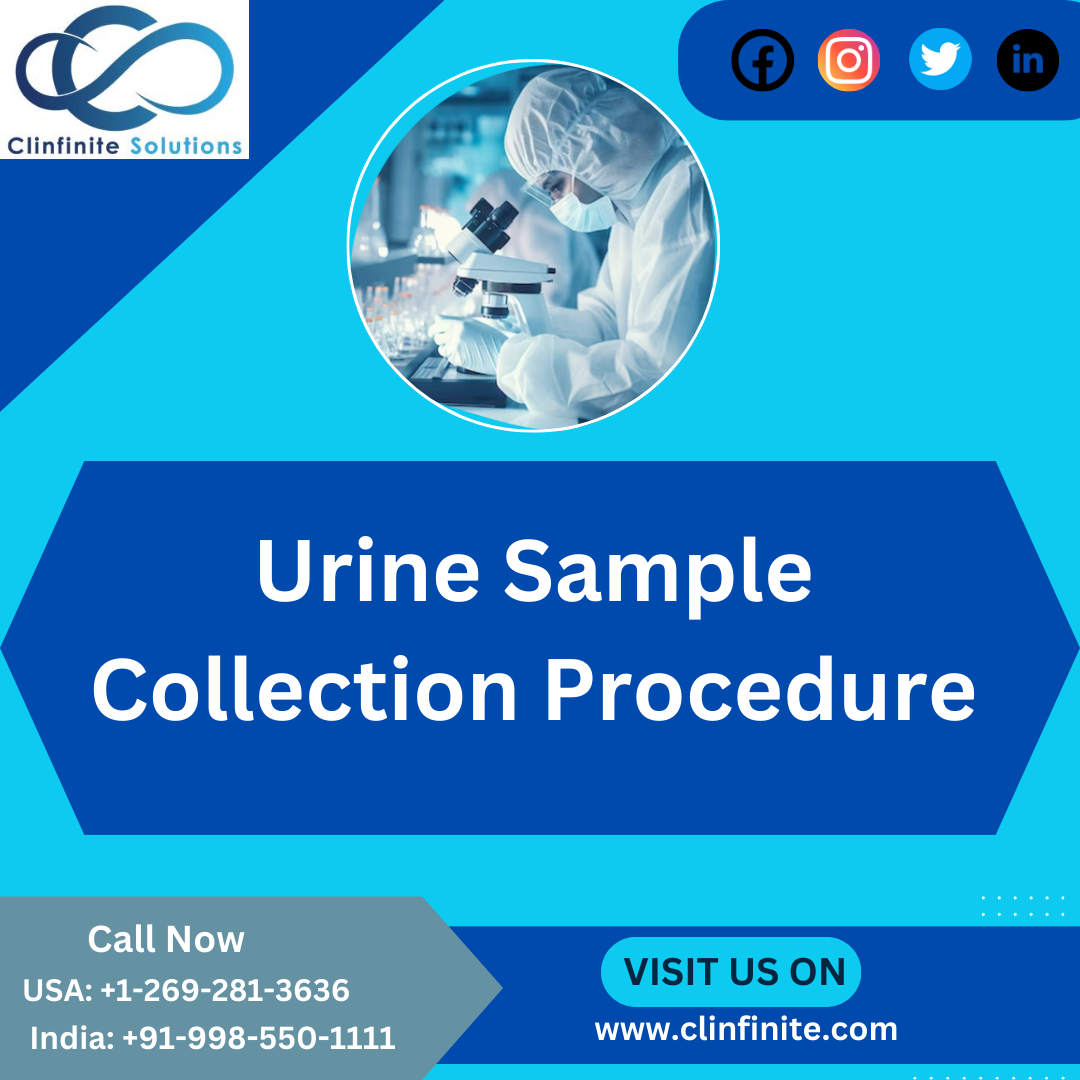 Clinfinite Solutions
in
Urine Sample
Collection Procedure
Call Now
USA: +1-269-281-3636
India: +91-998-550-1111
VISIT US ON
www.clinfinite.com